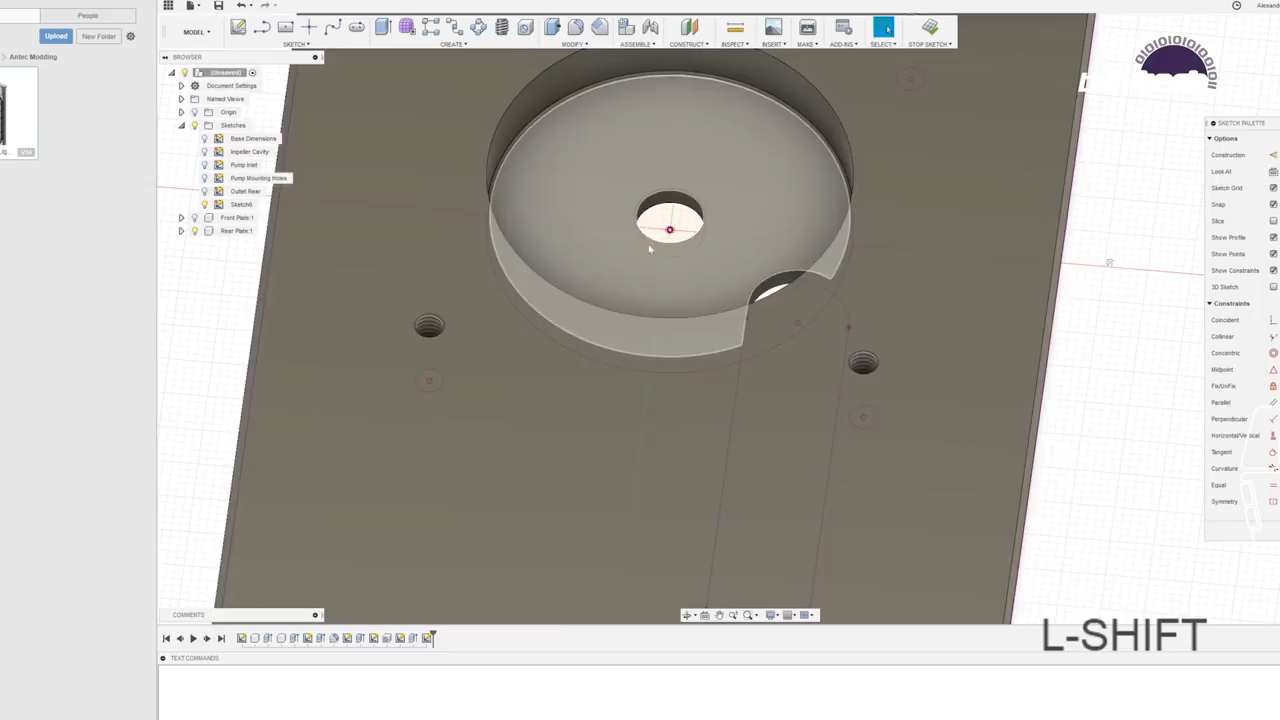 People
Alexand
Upload
New Folder
MODEL
SKETCH
CREATE
MODIFY
ASSEMBLE
CONSTRUCT
INSPECT
INSERT
MAKE
ADD-INS
SELECT
STOP SKETCH
Antec Modding
BROWSER
(Unsaved)
Document Settings
Named Views
Origin
Sketches
Base Dimensions
Impeller Cavity
Pump Inlet
Pump Mounting Holes
Outlet Rear
Sketch6
Front Plate:1
Rear Plate:1
SKETCH PALETTE
Options
Construction
Look At
Sketch Grid
Snap
Slice
Show Profile
Show Points
Show Constraints
3D Sketch
Constraints
Coincident
Collinear
Concentric
Midpoint
Fix/UnFix
Parallel
Perpendicular
Horizontal/Vertical
Tangent
Curvature
Equal
Symmetry
50
COMMENTS
L-SHIFT
TEXT COMMANDS